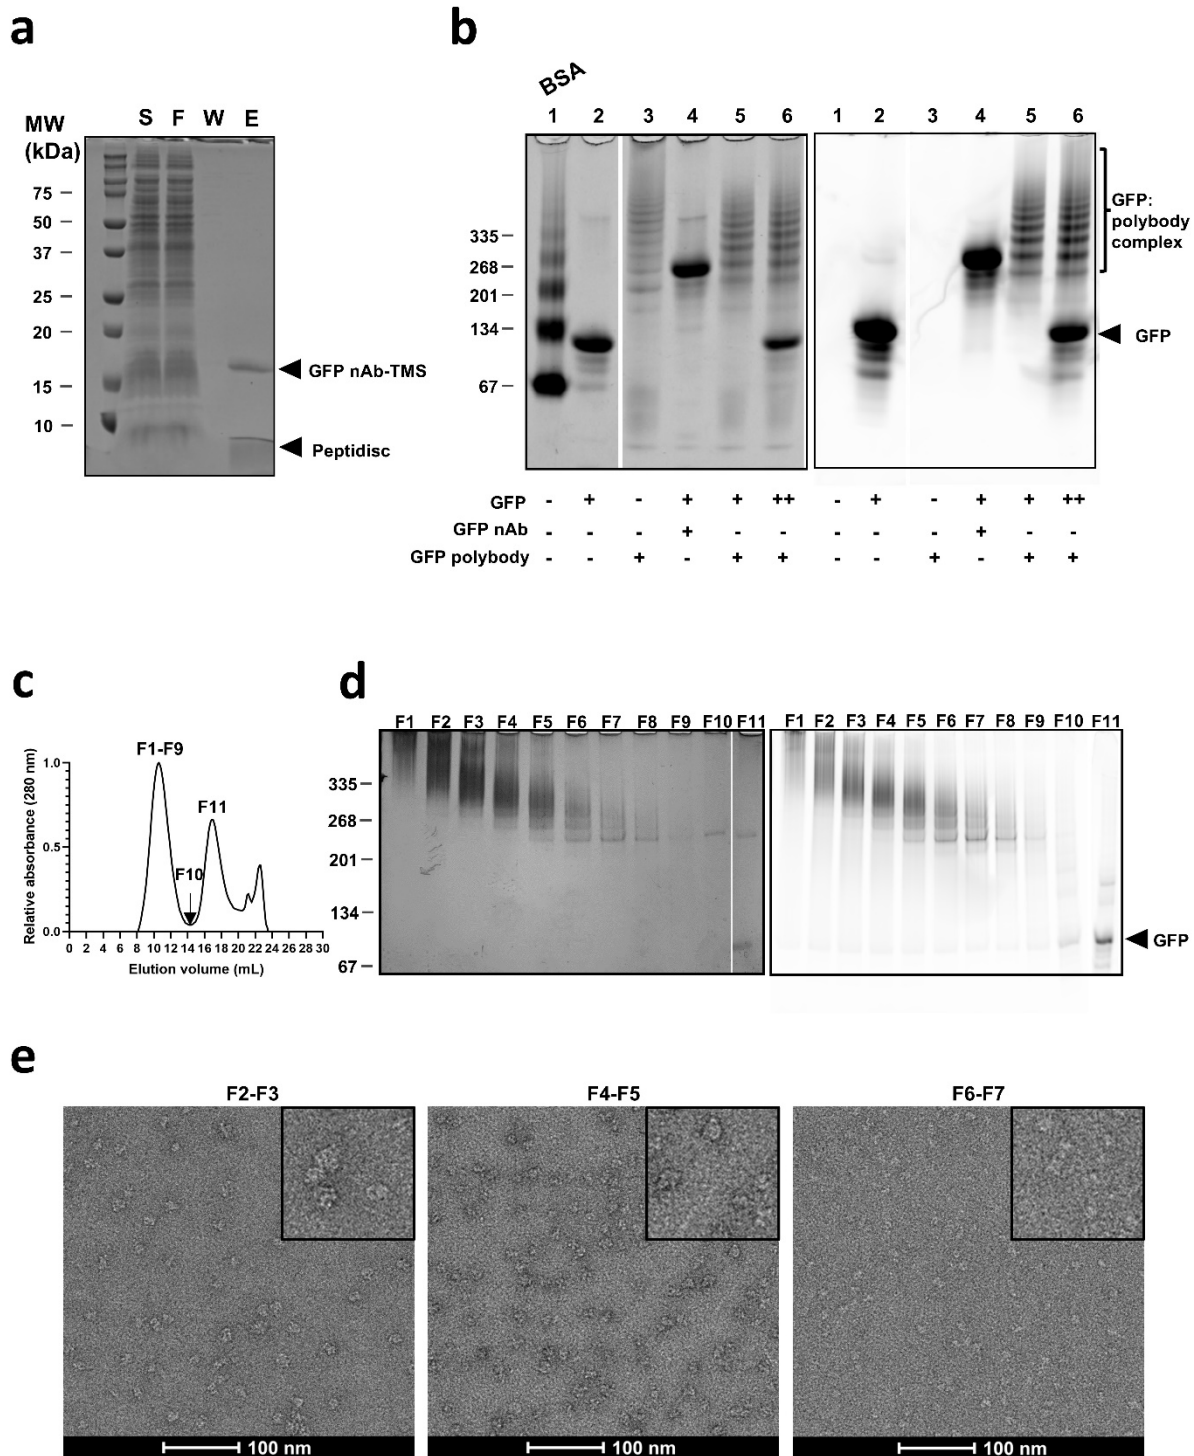 a
MW
(kDa)
S F W E
75
50
37
25
20
15
10
GFP nAb-TMS
Peptidisc
b
BSA
1 2 3 4 5 6
1 2 3 4 5 6
335
268
201
134
67
GFP:
polybody
complex
GFP
GFP - + - + + ++ - + - + + ++
GFP nAb - - - + - - - - - + - -
GFP polybody - - + - + + - - + - + +
c
Relative absorbance (280 nm)
1.0
0.5
0.0
F1-F9
F11
F10
0 2 4 6 8 10 12 14 16 18 20 22 24 26 28 30
Elution volume (mL)
d
F1 F2 F3 F4 F5 F6 F7 F8 F9 F10 F11
F1 F2 F3 F4 F5 F6 F7 F8 F9 F10 F11
335
268
201
134
67
GFP
e
F2-F3
F4-F5
F6-F7
100 nm
100 nm
100 nm